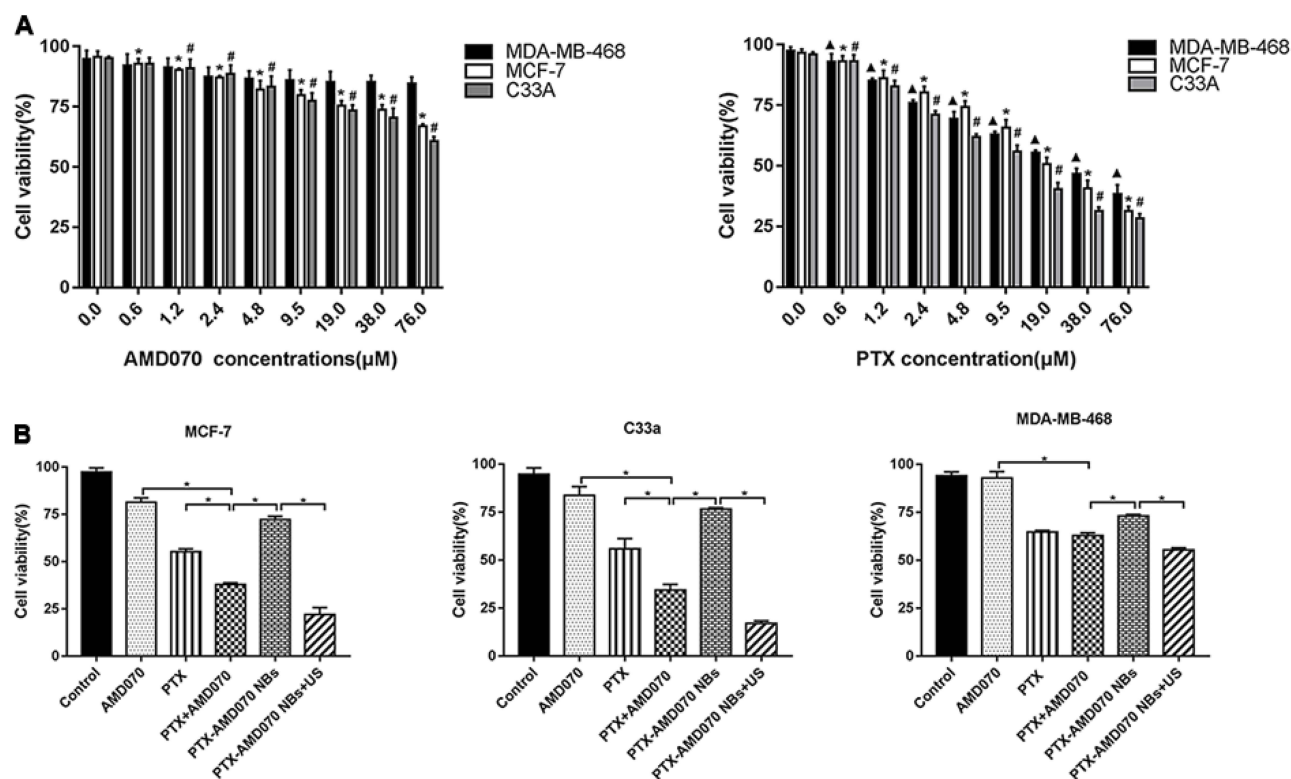 A
Cell vaibility(%)
100
75
50
25
0
0.0 0.6 1.2 2.4 4.8 9.5 19.0 38.0 76.0
AMD070 concentrations(μM)
* * # * # * # * # * # * # * #
MDA-MB-468
MCF-7
C33A
Cell vaibility(%)
100
75
50
25
0
0.0 0.6 1.2 2.4 4.8 9.5 19.0 38.0 76.0
PTX concentration(μM)
▲ * # ▲ * # ▲ * # ▲ * # ▲ * # ▲ * # ▲ * # ▲ * #
MDA-MB-468
MCF-7
C33A
B
MCF-7
Cell viability(%)
100
75
50
25
0
* * * *
Control
AMD070
PTX
PTX+AMD070
PTX-AMD070 NBs
PTX-AMD070 NBs+US
C33a
Cell viability(%)
100
75
50
25
0
* * * *
Control
AMD070
PTX
PTX+AMD070
PTX-AMD070 NBs
PTX-AMD070 NBs+US
MDA-MB-468
Cell viability(%)
100
75
50
25
0
* * *
Control
AMD070
PTX
PTX+AMD070
PTX-AMD070 NBs
PTX-AMD070 NBs+US